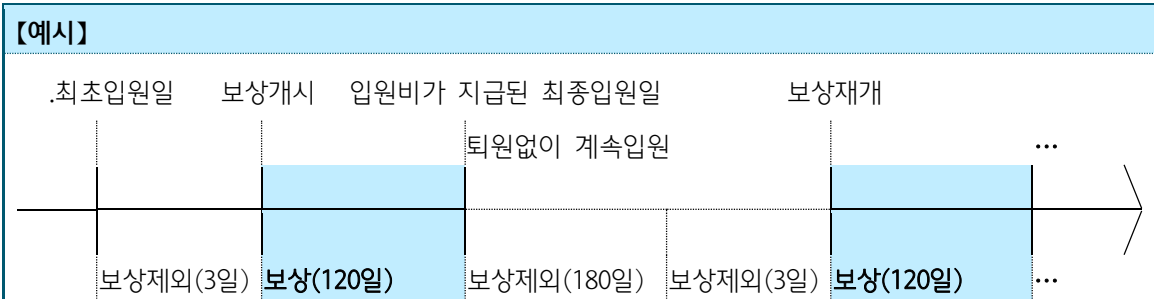 【예시】
.최초입원일 보상개시 입원비가 지급된 최종입원일 보상재개
퇴원없이 계속입원 …
보상제외(3일) 보상(120일) 보상제외(180일) 보상제외(3일) 보상(120일) …